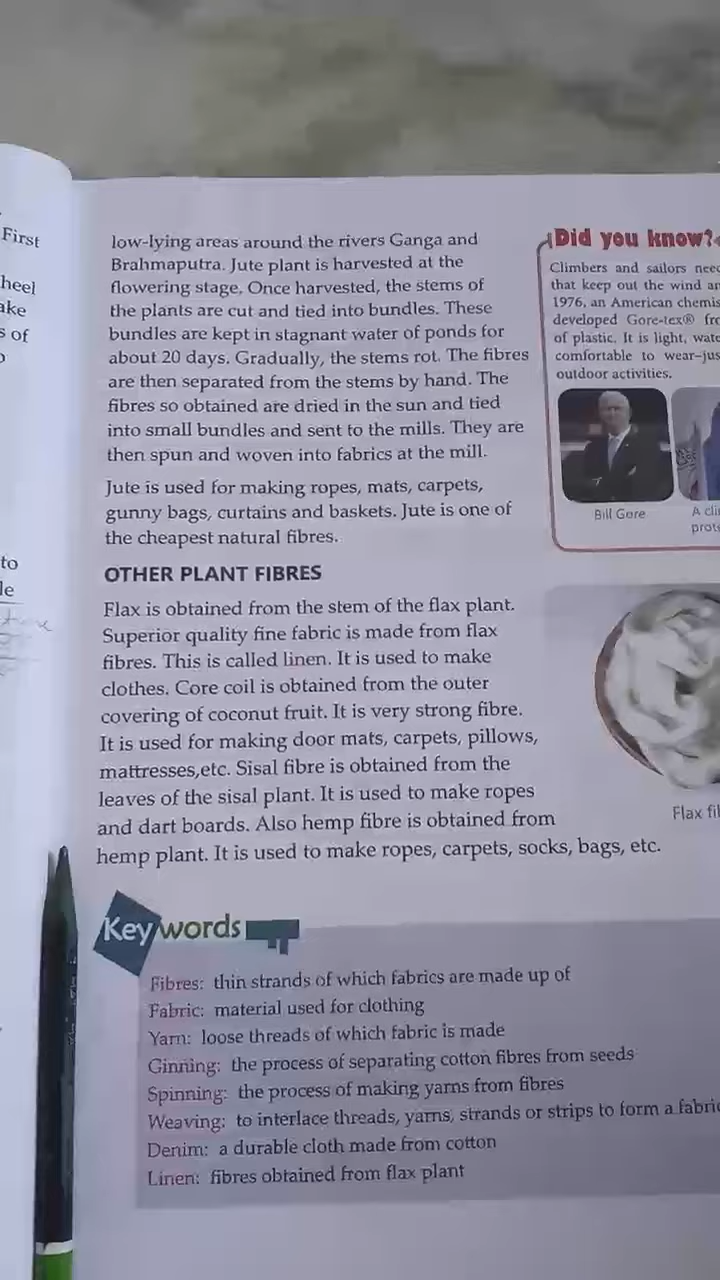 First
heel
ake
s of
to
le
low-lying areas around the rivers Ganga and
Brahmaputra. Jute plant is harvested at the
flowering stage. Once harvested, the stems of
the plants are cut and tied into bundles. These
bundles are kept in stagnant water of ponds for
about 20 days. Gradually, the stems rot. The fibres
are then separated from the stems by hand. The
fibres so obtained are dried in the sun and tied
into small bundles and sent to the mills. They are
then spun and woven into fabrics at the mill.
Jute is used for making ropes, mats, carpets,
gunny bags, curtains and baskets. Jute is one of
the cheapest natural fibres.
OTHER PLANT FIBRES
Flax is obtained from the stem of the flax plant.
Superior quality fine fabric is made from flax
fibres. This is called linen. It is used to make
clothes. Core coil is obtained from the outer
covering of coconut fruit. It is very strong fibre.
It is used for making door mats, carpets, pillows,
mattresses,etc. Sisal fibre is obtained from the
leaves of the sisal plant. It is used to make ropes
and dart boards. Also hemp fibre is obtained from
hemp plant. It is used to make ropes, carpets, socks, bags, etc.
Did you know?
Climbers and sailors nee
that keep out the wind a
1976, an American chemis
developed Gore-tex® fr
of plastic. It is light, wate
comfortable to wear–jus
outdoor activities.
Bill Gore
A cli
prot
Flax fi
Key words
Fibres: thin strands of which fabrics are made up of
Fabric: material used for clothing
Yarn: loose threads of which fabric is made
Ginning: the process of separating cotton fibres from seeds
Spinning: the process of making yarns from fibres
Weaving: to interlace threads, yarns, strands or strips to form a fabric
Denim: a durable cloth made from cotton
Linen: fibres obtained from flax plant